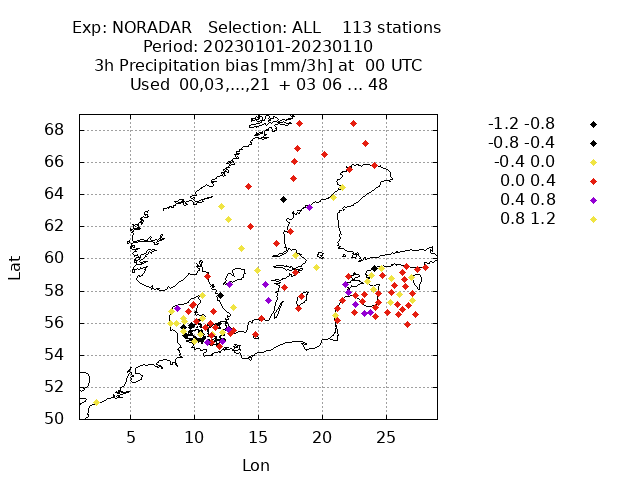 Exp: NORADAR Selection: ALL 113 stations
Period: 20230101-20230110
3h Precipitation bias [mm/3h] at 00 UTC
Used 00,03,...,21 + 03 06 ... 48
68
66
64
62
60
58
56
54
52
50
Lat
5 10 15 20 25
Lon
-1.2 -0.8
-0.8 -0.4
-0.4 0.0
0.0 0.4
0.4 0.8
0.8 1.2